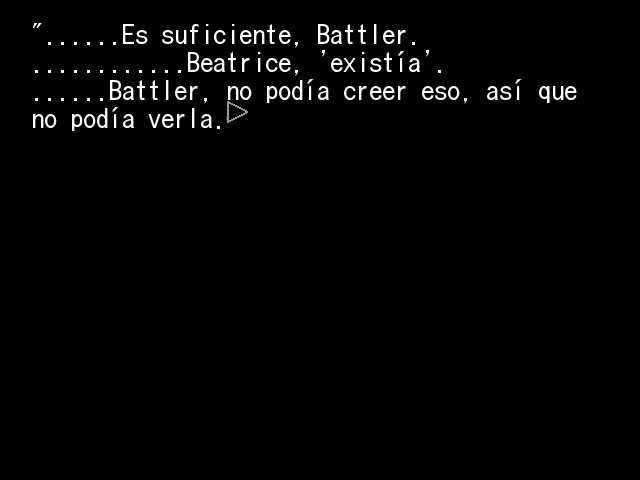 "......Es suficiente, Battler.
............Beatrice, 'existía'.
......Battler, no podía creer eso, así que
no podía verla.